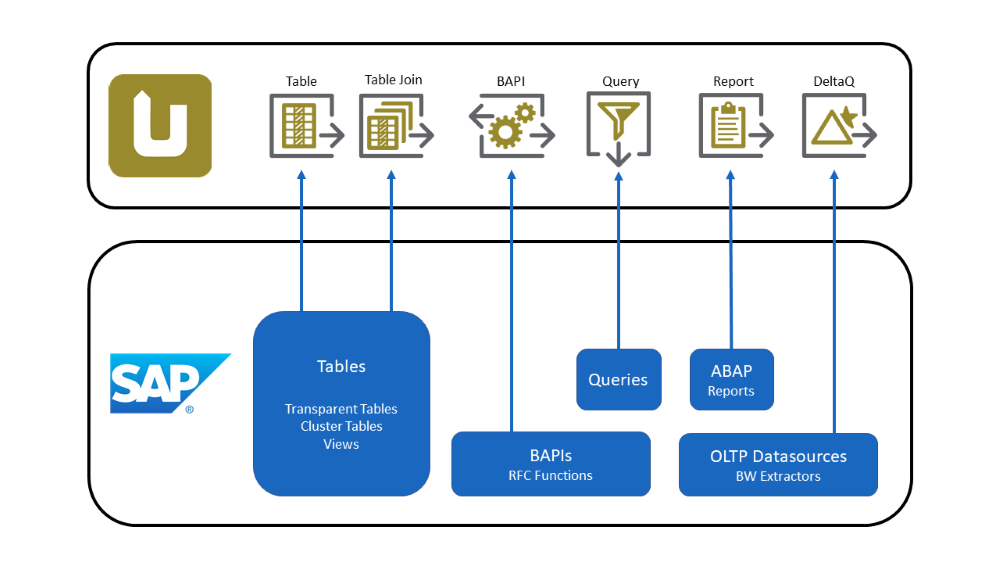 Table
Table Join
BAPI
Query
Report
DeltaQ
U
SAP
®
Tables
Transparent Tables
Cluster Tables
Views
Queries
ABAP
Reports
BAPIs
RFC Functions
OLTP Datasources
BW Extractors